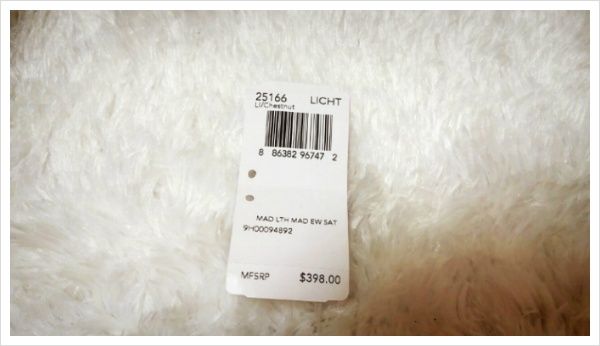 25166 LICHT
LI/Chestnut
8 86382 96747 2
MAD LTH MAD EW SAT
9H00094892
MFSRP $398.00